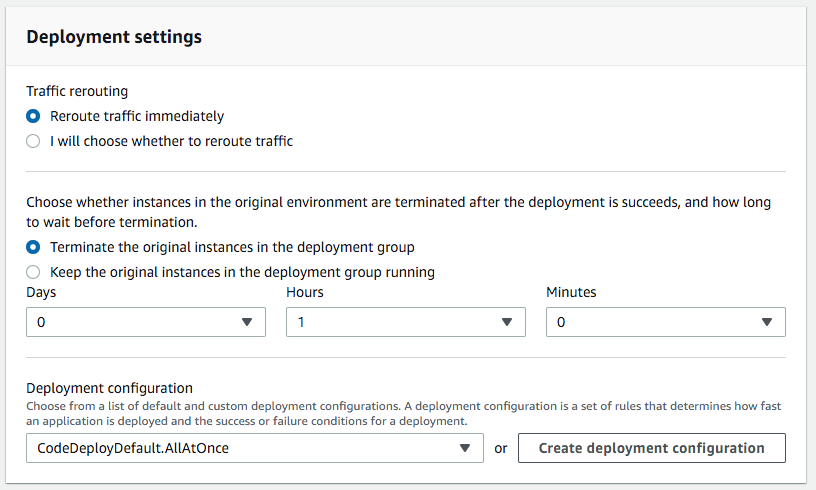 Deployment settings
Traffic rerouting
Reroute traffic immediately
I will choose whether to reroute traffic
Choose whether instances in the original environment are terminated after the deployment is succeeds, and how long
to wait before termination.
Terminate the original instances in the deployment group
Keep the original instances in the deployment group running
Days Hours Minutes
0 1 0
Deployment configuration
Choose from a list of default and custom deployment configurations. A deployment configuration is a set of rules that determines how fast
an application is deployed and the success or failure conditions for a deployment.
CodeDeployDefault.AllAtOnce or Create deployment configuration